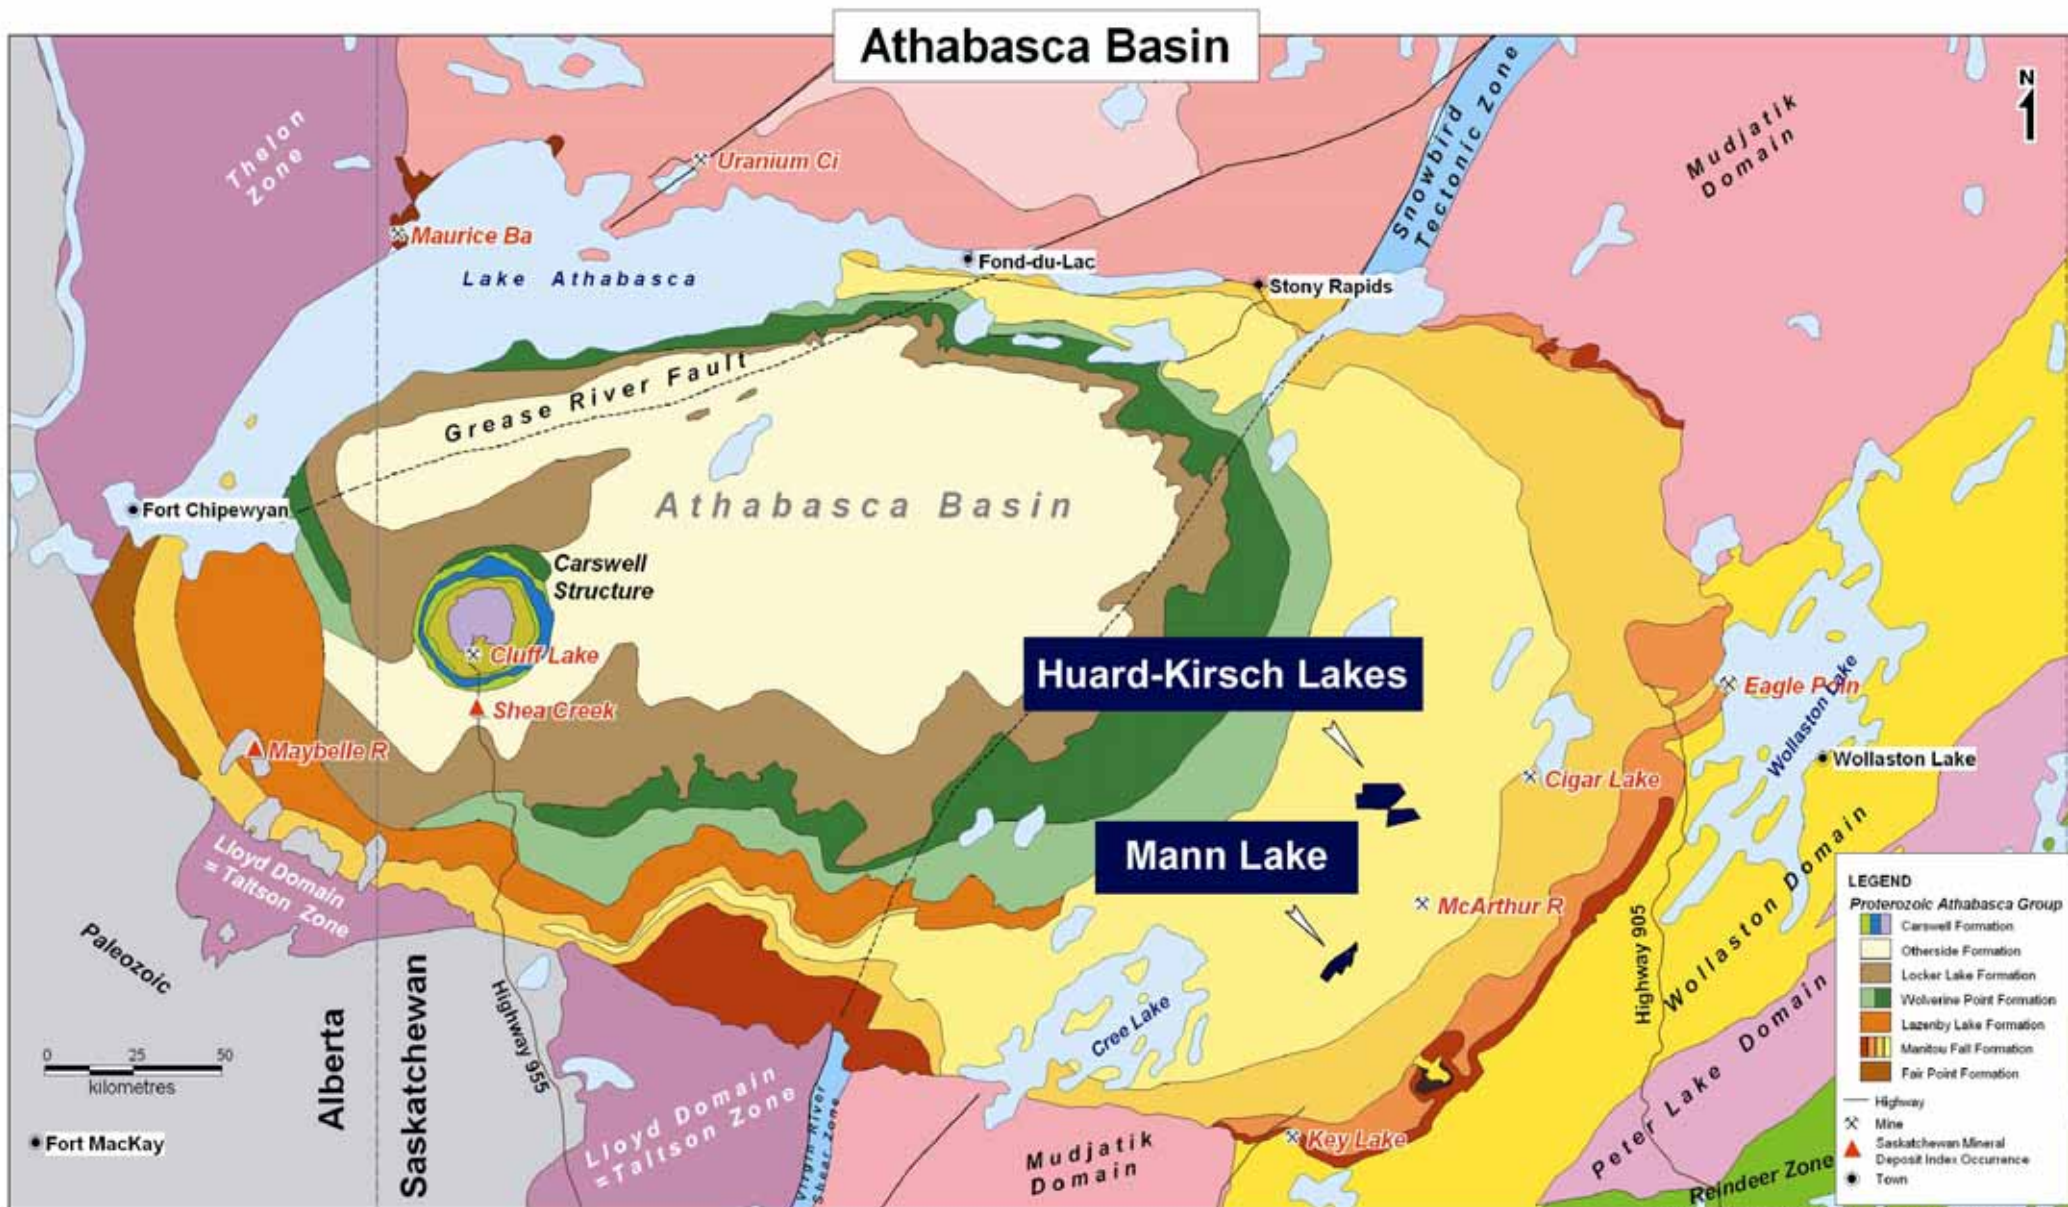 Athabasca Basin
N
Thelon
Zone
Uranium Ci
Maurice Ba
Lake Athabasca
Fond-du-Lac
Stony Rapids
Snowbird
Tectonic Zone
Mudjatik
Domain
Grease River Fault
Fort Chipewyan
Athabasca Basin
Carswell
Structure
Cluff Lake
Shea Creek
Maybelle R
Huard-Kirsch Lakes
Eagle Poin
Wollaston Lake
Wollaston Lake
Cigar Lake
Mann Lake
McArthur R
Lloyd Domain
= Taltson Zone
Paleozoic
Cree Lake
Highway 905
Wollaston Domain
Highway 955
Alberta
Saskatchewan
0 25 50
kilometres
Fort MacKay
Lloyd Domain
=Taltson Zone
Virgin River
Shear Zone
Mudjatik
Domain
Key Lake
Peter Lake Domain
Reindeer Zone
LEGEND
Proterozoic Athabasca Group
Carswell Formation
Otherside Formation
Locker Lake Formation
Wolverine Point Formation
Lazenby Lake Formation
Manitou Fall Formation
Fair Point Formation
Highway
Mine
Saskatchewan Mineral
Deposit Index Occurrence
Town